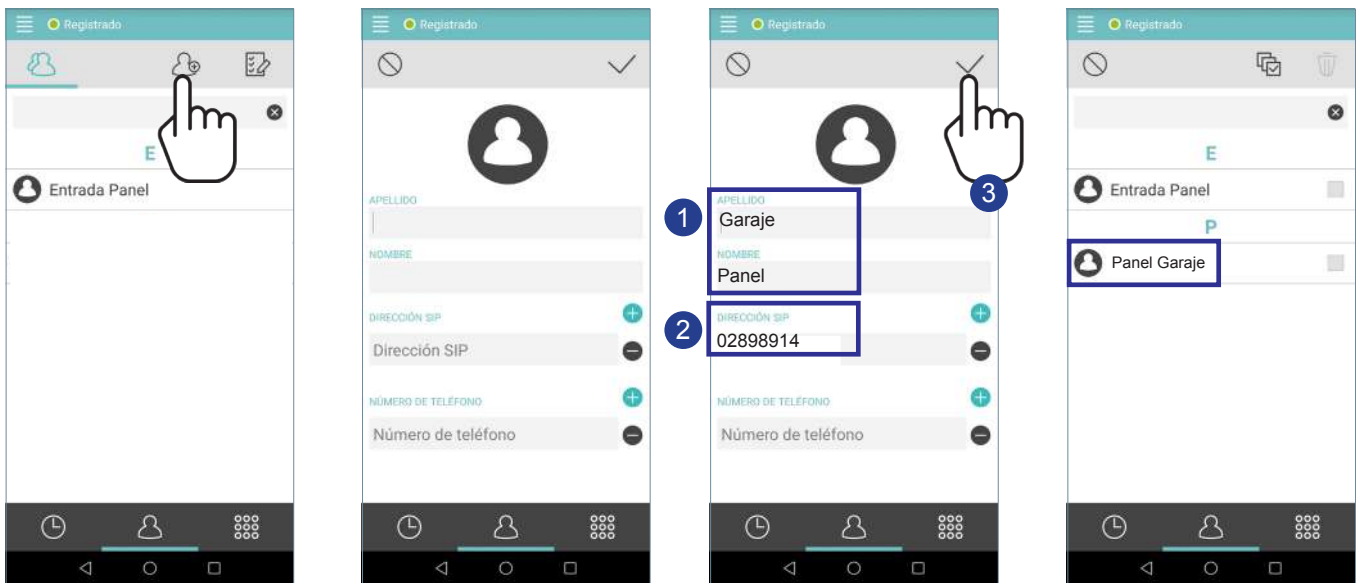 Registrado
E
Entrada Panel
Registrado
APELLIDO
NOMBRE
DIRECCIÓN SIP
Dirección SIP
NÚMERO DE TELÉFONO
Número de teléfono
Registrado
3
1
APELLIDO
Garaje
NOMBRE
Panel
2
DIRECCIÓN SIP
02898914
NÚMERO DE TELÉFONO
Número de teléfono
Registrado
E
Entrada Panel
P
Panel Garaje